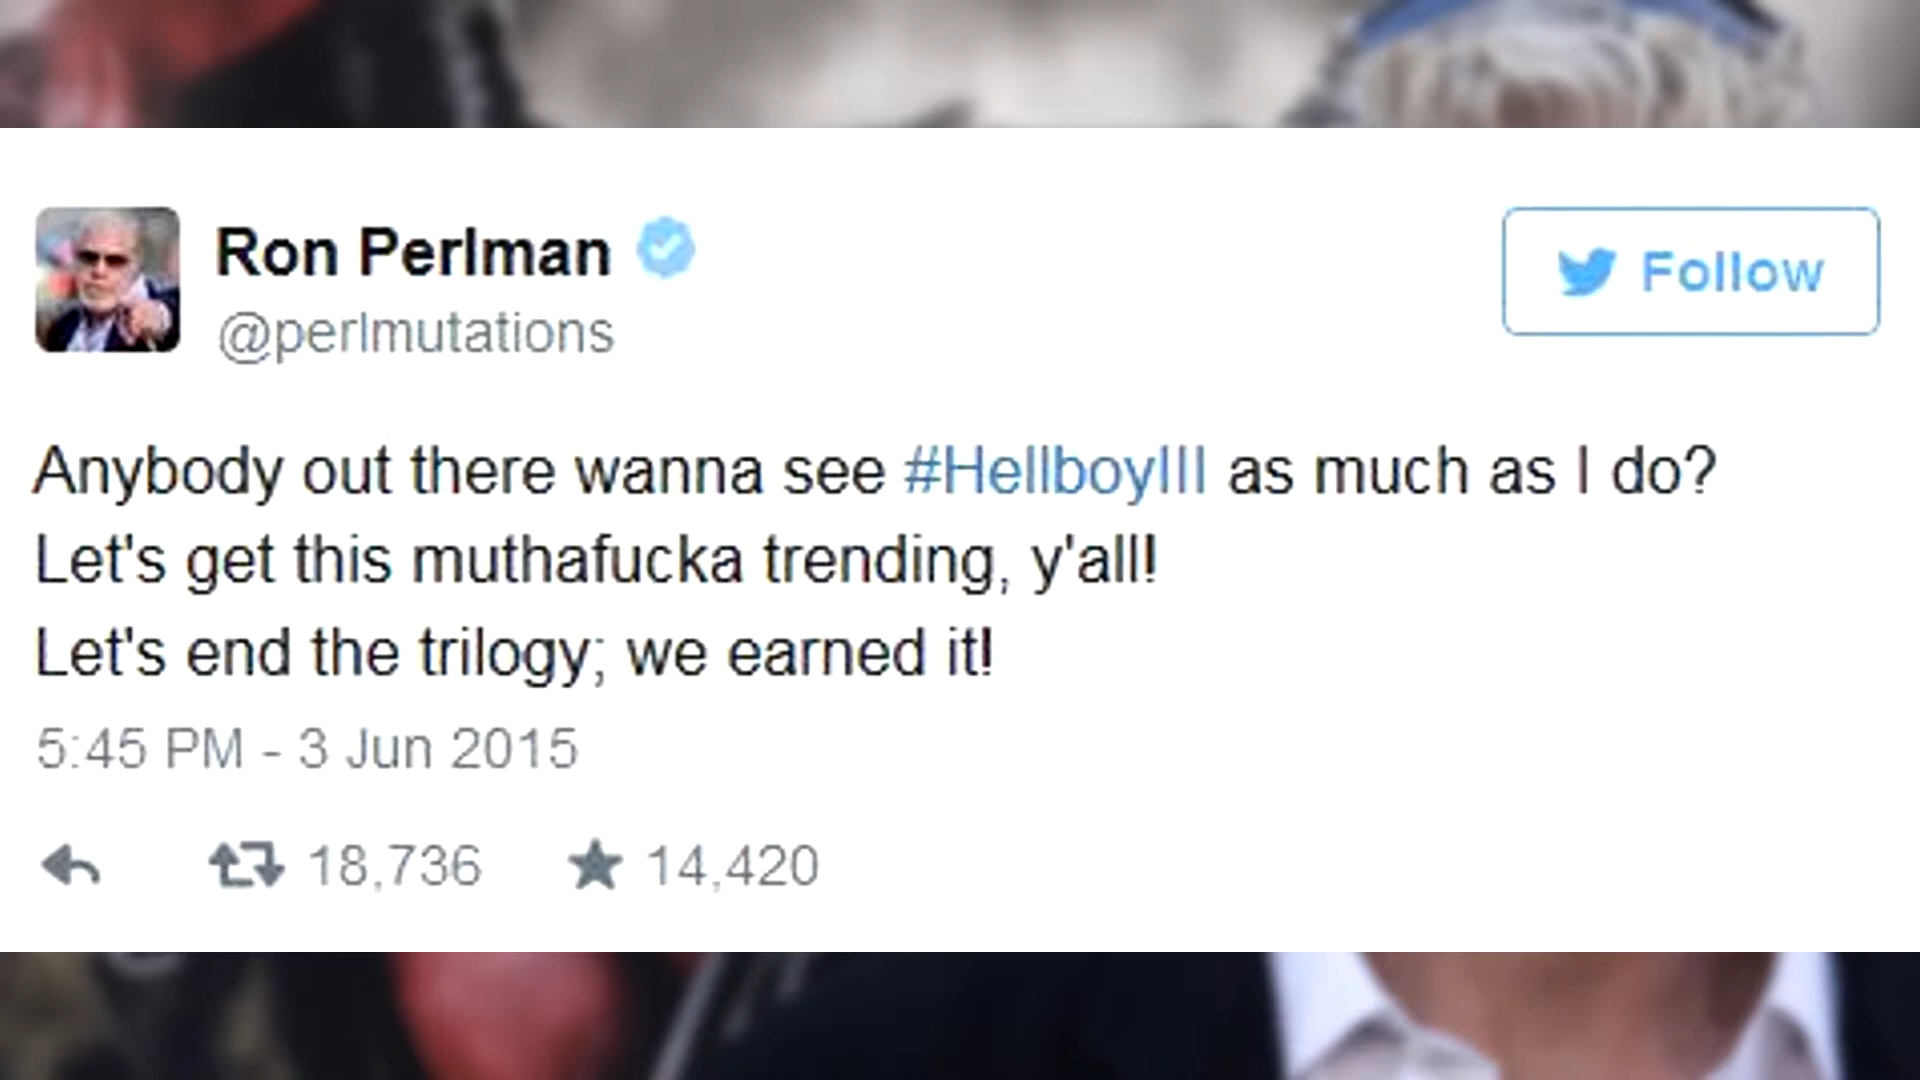 Ron Perlman
@perlmutations
Follow
Anybody out there wanna see #HellboyIII as much as I do?
Let's get this muthafucka trending, y'all!
Let's end the trilogy; we earned it!
5:45 PM - 3 Jun 2015
18,736 14,420